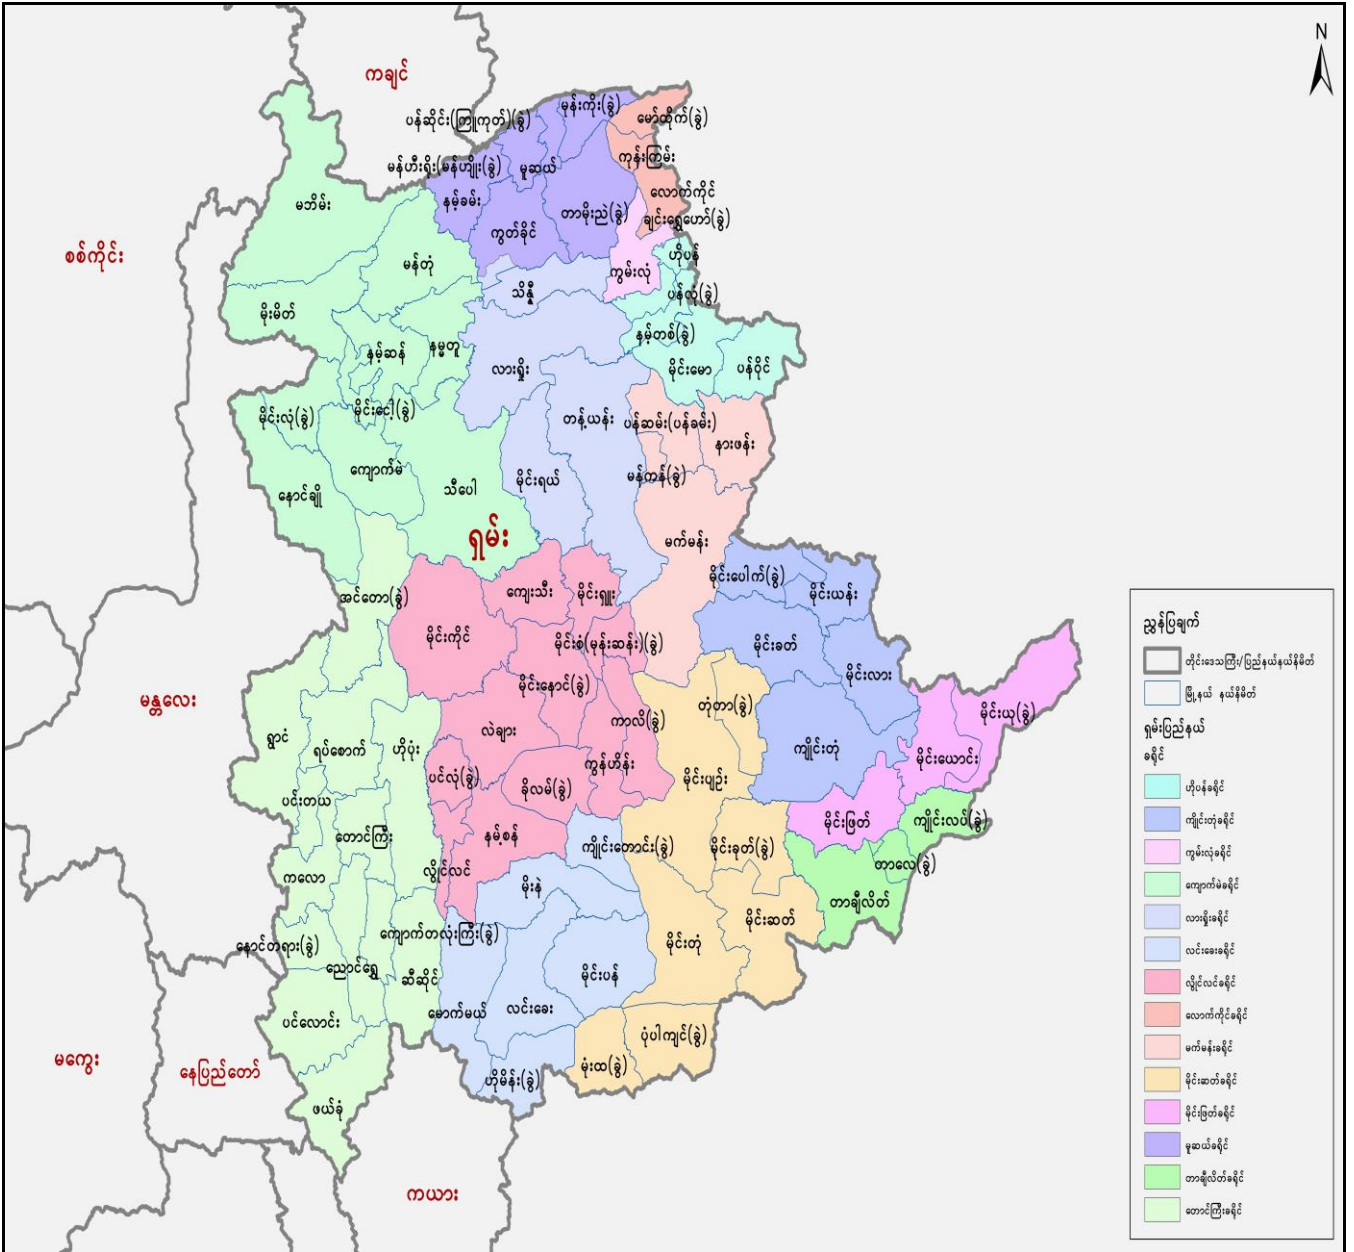 N
ကချင်
မုန်းကိုး(ခွဲ)
ပန်ဆိုင်း(ကြူကုတ်)(ခွဲ)
မော်ထိုက်(ခွဲ)
ကုန်းကြမ်း
မန်ဟီးရိုး(မန်ဟျိုး(ခွဲ)
မူဆယ်
လောက်ကိုင်
နမ့်ခမ်း
မဘိမ်း
တာမိုးညဲ(ခွဲ)
ချင်းရွှေဟော်(ခွဲ)
ကွတ်ခိုင်
စစ်ကိုင်း
ဟိုပန်
မန်တုံ
ကွမ်းလုံ
သိန္နီ
ပန်လုံ(ခွဲ)
မိုးမိတ်
နမ့်တစ်(ခွဲ)
နမ္မတူ
နမ့်ဆန်
လားရှိုး
မိုင်းမော
ပန်ဝိုင်
မိုင်းငေါ့(ခွဲ)
မိုင်းလုံ(ခွဲ)
တန့်ယန်း
ပန်ဆမ်း(ပန်ခမ်း)
နားဖန်း
ကျောက်မဲ
မိုင်းရယ်
မန်ကန်(ခွဲ)
နောင်ချို
သီပေါ
ရှမ်း
မက်မန်း
မိုင်းပေါက်(ခွဲ)
အင်တော(ခွဲ)
ကျေးသီး
မိုင်းရှူး
မိုင်းယန်း
မိုင်းကိုင်
မိုင်းစံ(မုန်းဆန်း)(ခွဲ)
မိုင်းခတ်
မိုင်းလား
မိုင်းနောင်(ခွဲ)
မန္တလေး
တုံတာ(ခွဲ)
မိုင်းယု(ခွဲ)
ကာလိ(ခွဲ)
ရွာငံ
ရပ်စောက်
ဟိုပုံး
လဲချား
ကျိုင်းတုံ
မိုင်းယောင်း
ကွန်ဟိန်း
ပင်လုံ(ခွဲ)
မိုင်းပျဉ်း
ခိုလမ်(ခွဲ)
ပင်းတယ
မိုင်းဖြတ်
ကျိုင်းလပ်(ခွဲ)
တောင်ကြီး
နမ့်စန်
ကျိုင်းတောင်း(ခွဲ)
မိုင်းခုတ်(ခွဲ)
တာလေ(ခွဲ)
လွိုင်လင်
ကလော
မိုးနဲ
တာချီလိတ်
မိုင်းဆတ်
ကျောက်တလုံးကြီး(ခွဲ)
နောင်တရား(ခွဲ)
မိုင်းတုံ
ညောင်ရွှေ
ဆီဆိုင်
မိုင်းပန်
မောက်မယ်
လင်းခေး
ပင်လောင်း
ပုံပါကျင်(ခွဲ)
မကွေး
နေပြည်တော်
မုံးထ(ခွဲ)
ဟိုမိန်း(ခွဲ)
ဖယ်ခုံ
ကယား
ညွှန်ပြချက်
တိုင်းဒေသကြီး/ပြည်နယ်နယ်နိမိတ်
မြို့နယ် နယ်နိမိတ်
ရှမ်းပြည်နယ်
ခရိုင်
ဟိုပန်ခရိုင်
ကျိုင်းတုံခရိုင်
ကွမ်းလုံခရိုင်
ကျောက်မဲခရိုင်
လားရှိုးခရိုင်
လင်းခေးခရိုင်
လွိုင်လင်ခရိုင်
လောက်ကိုင်ခရိုင်
မက်မန်းခရိုင်
မိုင်းဆတ်ခရိုင်
မိုင်းဖြတ်ခရိုင်
မူဆယ်ခရိုင်
တာချီလိတ်ခရိုင်
တောင်ကြီးခရိုင်